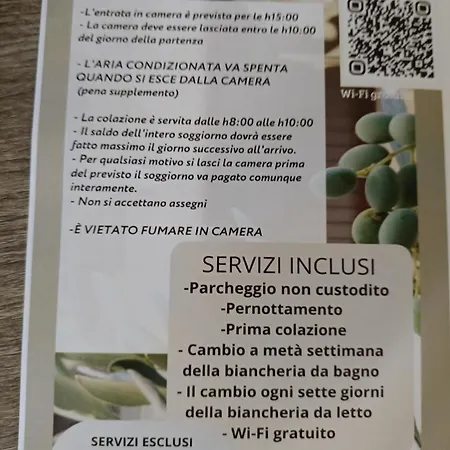 -L'entrata in camera è prevista per le h15:00
- La camera deve essere lasciata entro le h10:00
del giorno della partenza
- L'ARIA CONDIZIONATA VA SPENTA
QUANDO SI ESCE DALLA CAMERA
(pena supplemento)
- La colazione è servita dalle h8:00 alle h10:00
- Il saldo dell'intero soggiorno dovrà essere
fatto massimo il giorno successivo all'arrivo.
- Per qualsiasi motivo si lasci la camera prima
del previsto il soggiorno va pagato comunque
interamente.
- Non si accettano assegni
-È VIETATO FUMARE IN CAMERA
Wi-Fi
SERVIZI INCLUSI
-Parcheggio non custodito
-Pernottamento
-Prima colazione
- Cambio a metà settimana
della biancheria da bagno
- Il cambio ogni sette giorni
della biancheria da letto
- Wi-Fi gratuito
SERVIZI ESCLUSI